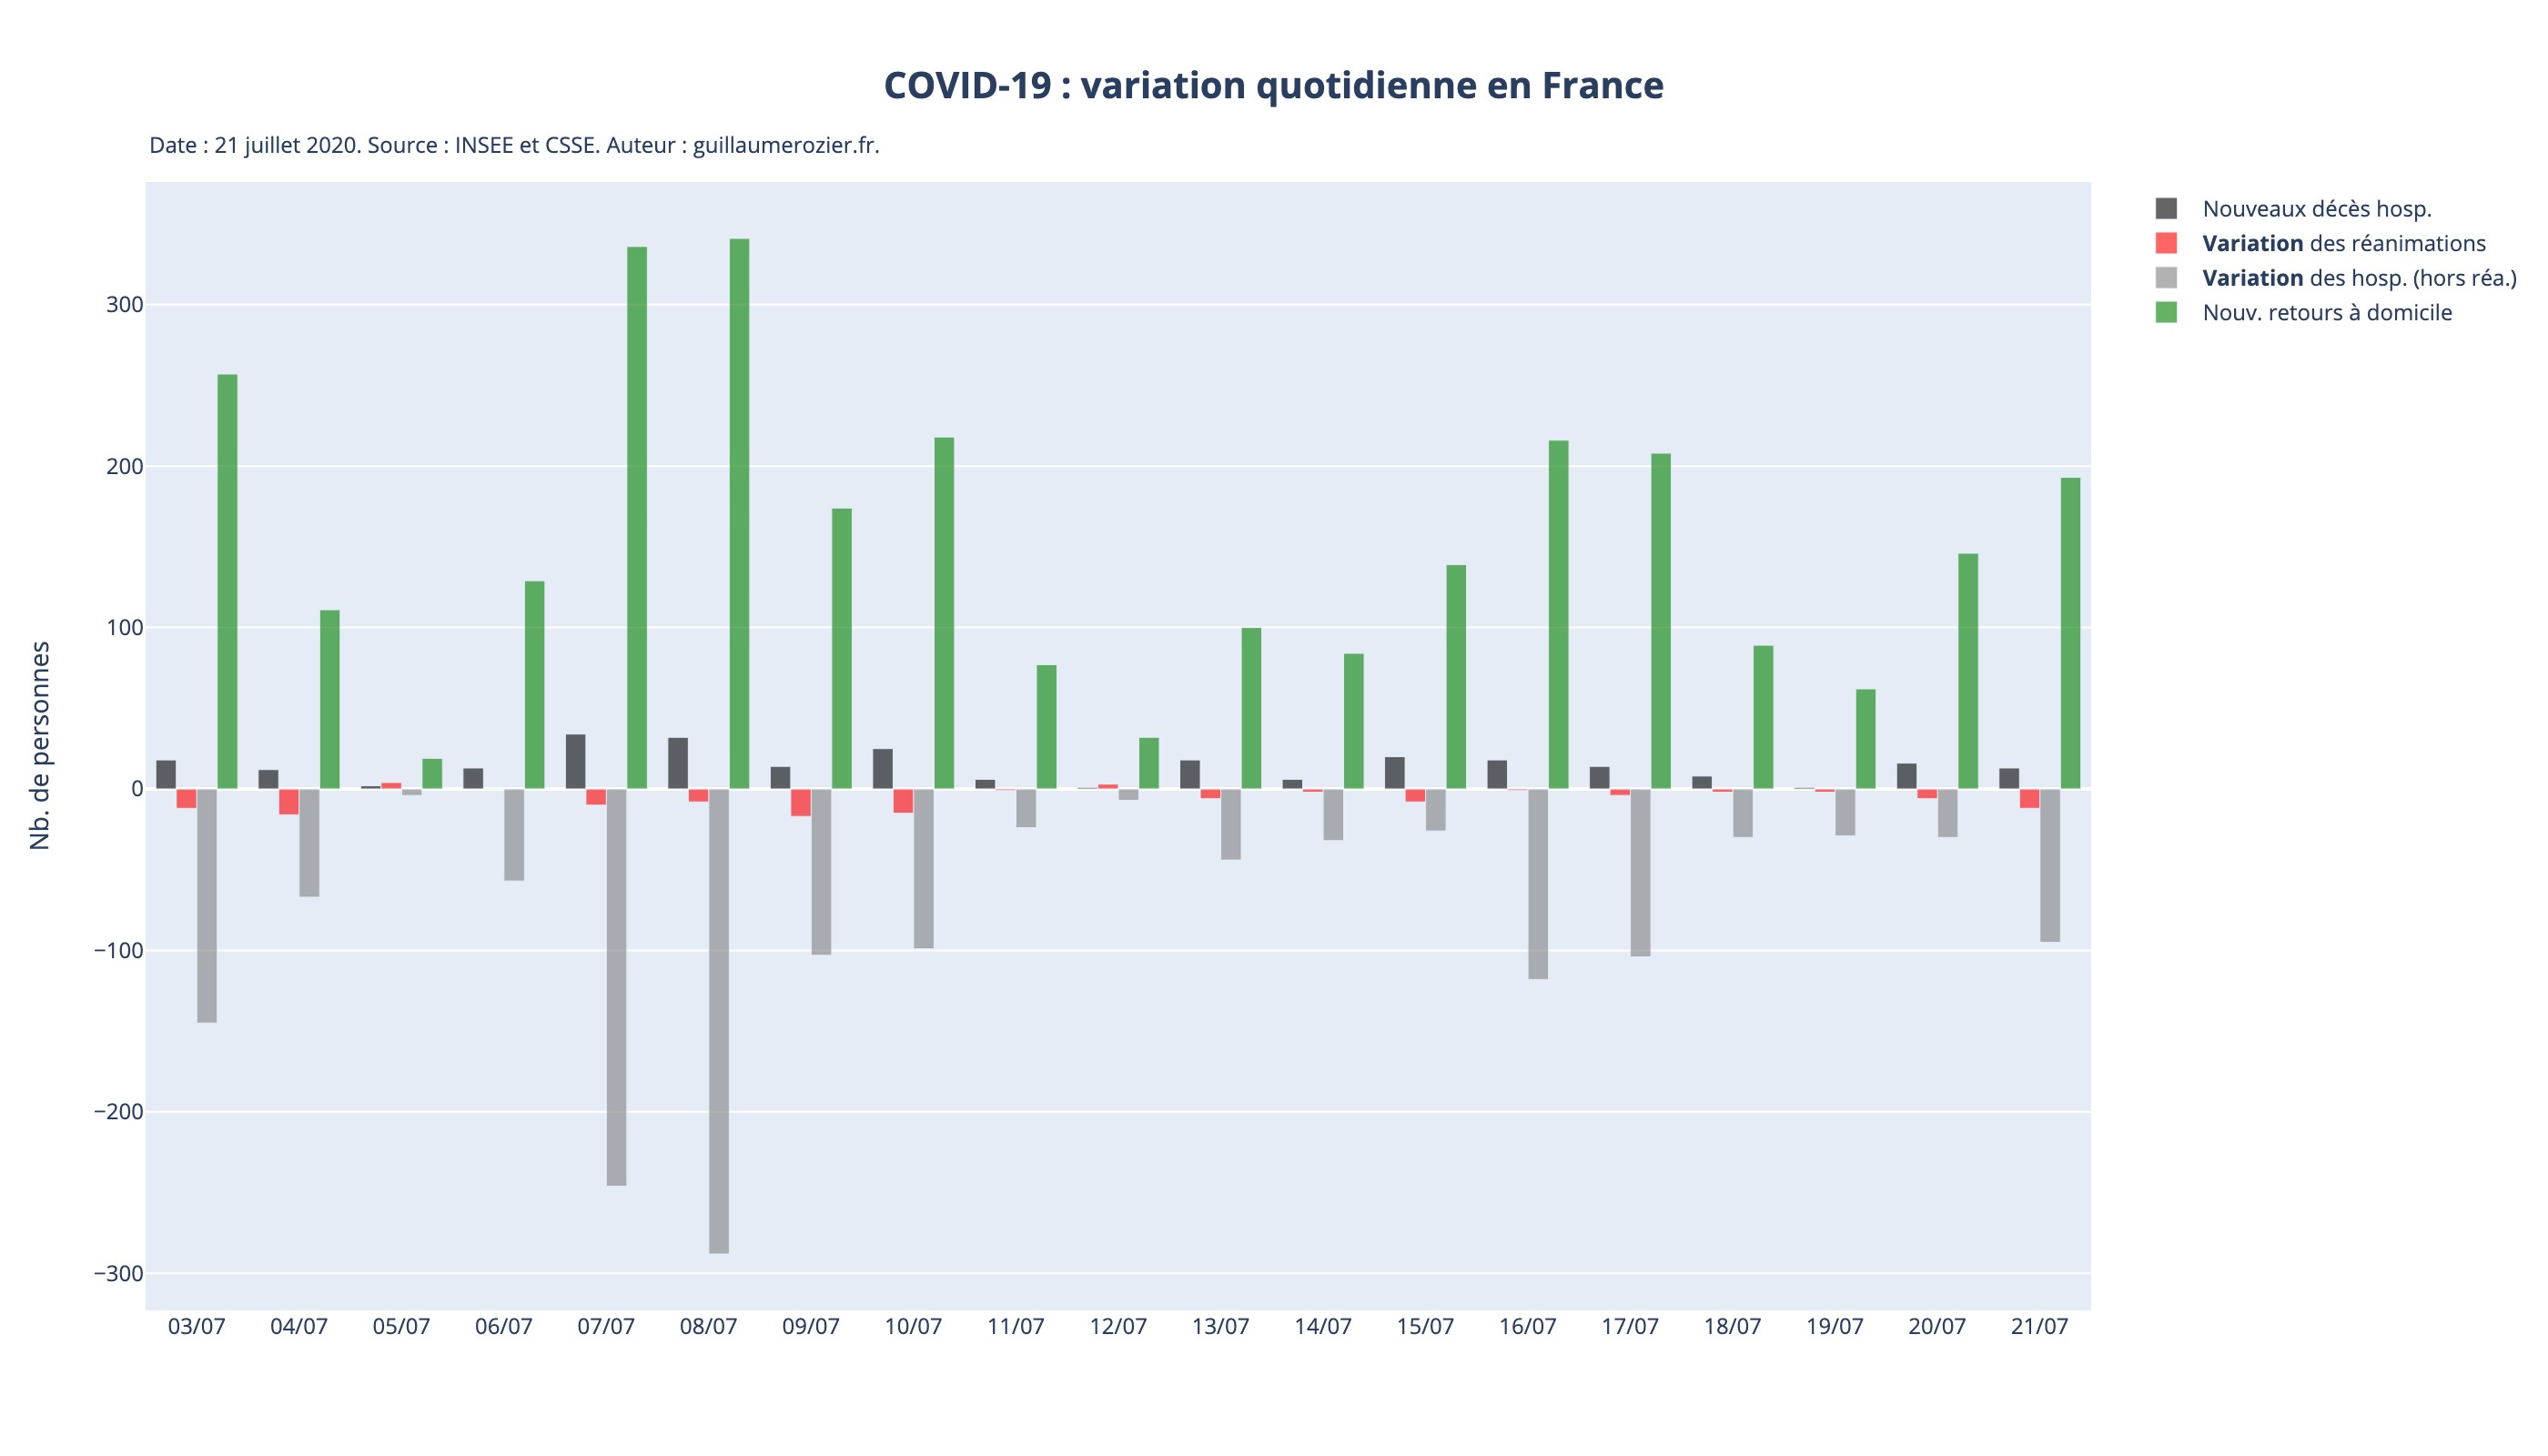 COVID-19 : variation quotidienne en France
Date : 21 juillet 2020. Source : INSEE et CSSE. Auteur : guillaumerozier.fr.
Nouveaux décès hosp.
Variation des réanimations
Variation des hosp. (hors réa.)
Nouv. retours à domicile
Nb. de personnes
300
200
100
0
−100
−200
−300
03/07 04/07 05/07 06/07 07/07 08/07 09/07 10/07 11/07 12/07 13/07 14/07 15/07 16/07 17/07 18/07 19/07 20/07 21/07